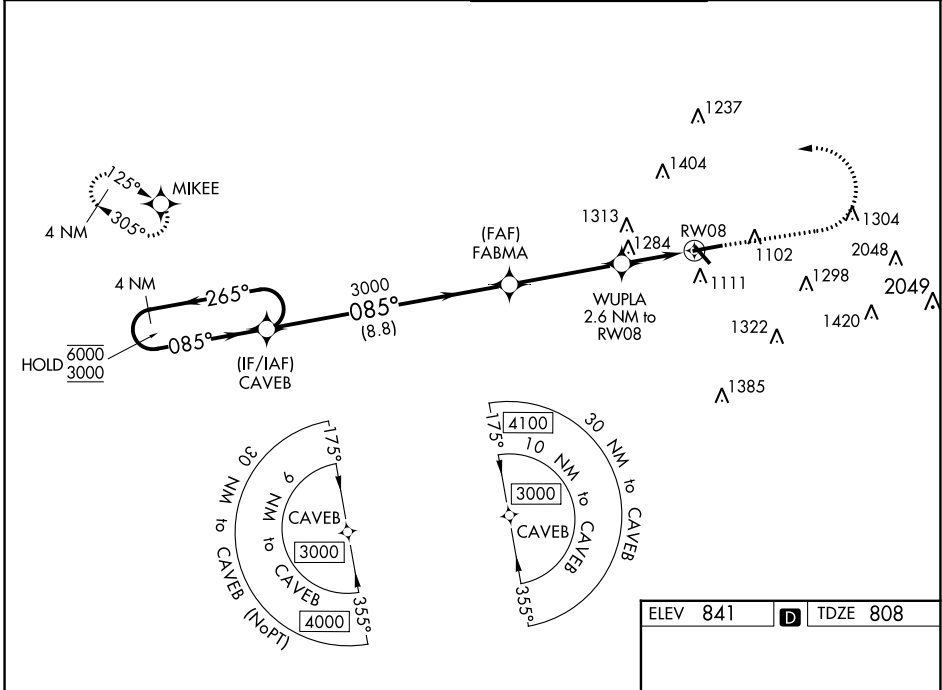 1237
1404
125°
MIKEE
305°
4 NM
1313
1284
RW08
1304
(FAF)
FABMA
1102
2048
1111
1298
2049
4 NM
265°
3000
085°
(8.8)
WUPLA
2.6 NM to
RW08
1420
1322
085°
HOLD 6000
3000
(IF/IAF)
CAVEB
1385
175°
30 NM to CAVEB (NoPT)
6 NM to CAVEB
CAVEB
3000
4000
355°
175°
4100
30 NM to CAVEB
10 NM to CAVEB
3000
CAVEB
355°
ELEV 841 D TDZE 808